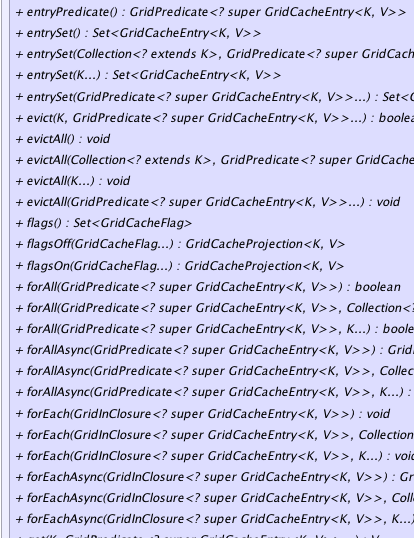 + entryPredicate() : GridPredicate<? super GridCacheEntry<K, V>>
+ entrySet() : Set<GridCacheEntry<K, V>>
+ entrySet(Collection<? extends K>, GridPredicate<? super GridCach
+ entrySet(K...) : Set<GridCacheEntry<K, V>>
+ entrySet(GridPredicate<? super GridCacheEntry<K, V>>...) : Set<G
+ evict(K, GridPredicate<? super GridCacheEntry<K, V>>...) : boolea
+ evictAll() : void
+ evictAll(Collection<? extends K>, GridPredicate<? super GridCache
+ evictAll(K...) : void
+ evictAll(GridPredicate<? super GridCacheEntry<K, V>>...) : void
+ flags() : Set<GridCacheFlag>
+ flagsOff(GridCacheFlag...) : GridCacheProjection<K, V>
+ flagsOn(GridCacheFlag...) : GridCacheProjection<K, V>
+ forAll(GridPredicate<? super GridCacheEntry<K, V>>) : boolean
+ forAll(GridPredicate<? super GridCacheEntry<K, V>>, Collection<?
+ forAll(GridPredicate<? super GridCacheEntry<K, V>>, K...) : boole
+ forAllAsync(GridPredicate<? super GridCacheEntry<K, V>>) : Grid
+ forAllAsync(GridPredicate<? super GridCacheEntry<K, V>>, Collec
+ forAllAsync(GridPredicate<? super GridCacheEntry<K, V>>, K...) :
+ forEach(GridInClosure<? super GridCacheEntry<K, V>>) : void
+ forEach(GridInClosure<? super GridCacheEntry<K, V>>, Collection
+ forEach(GridInClosure<? super GridCacheEntry<K, V>>, K...) : voi
+ forEachAsync(GridInClosure<? super GridCacheEntry<K, V>>) : Gr
+ forEachAsync(GridInClosure<? super GridCacheEntry<K, V>>, Coll
+ forEachAsync(GridInClosure<? super GridCacheEntry<K, V>>, K...)
+ get(K, GridPredicate<? super GridCacheEntry<K, V>>...) : V